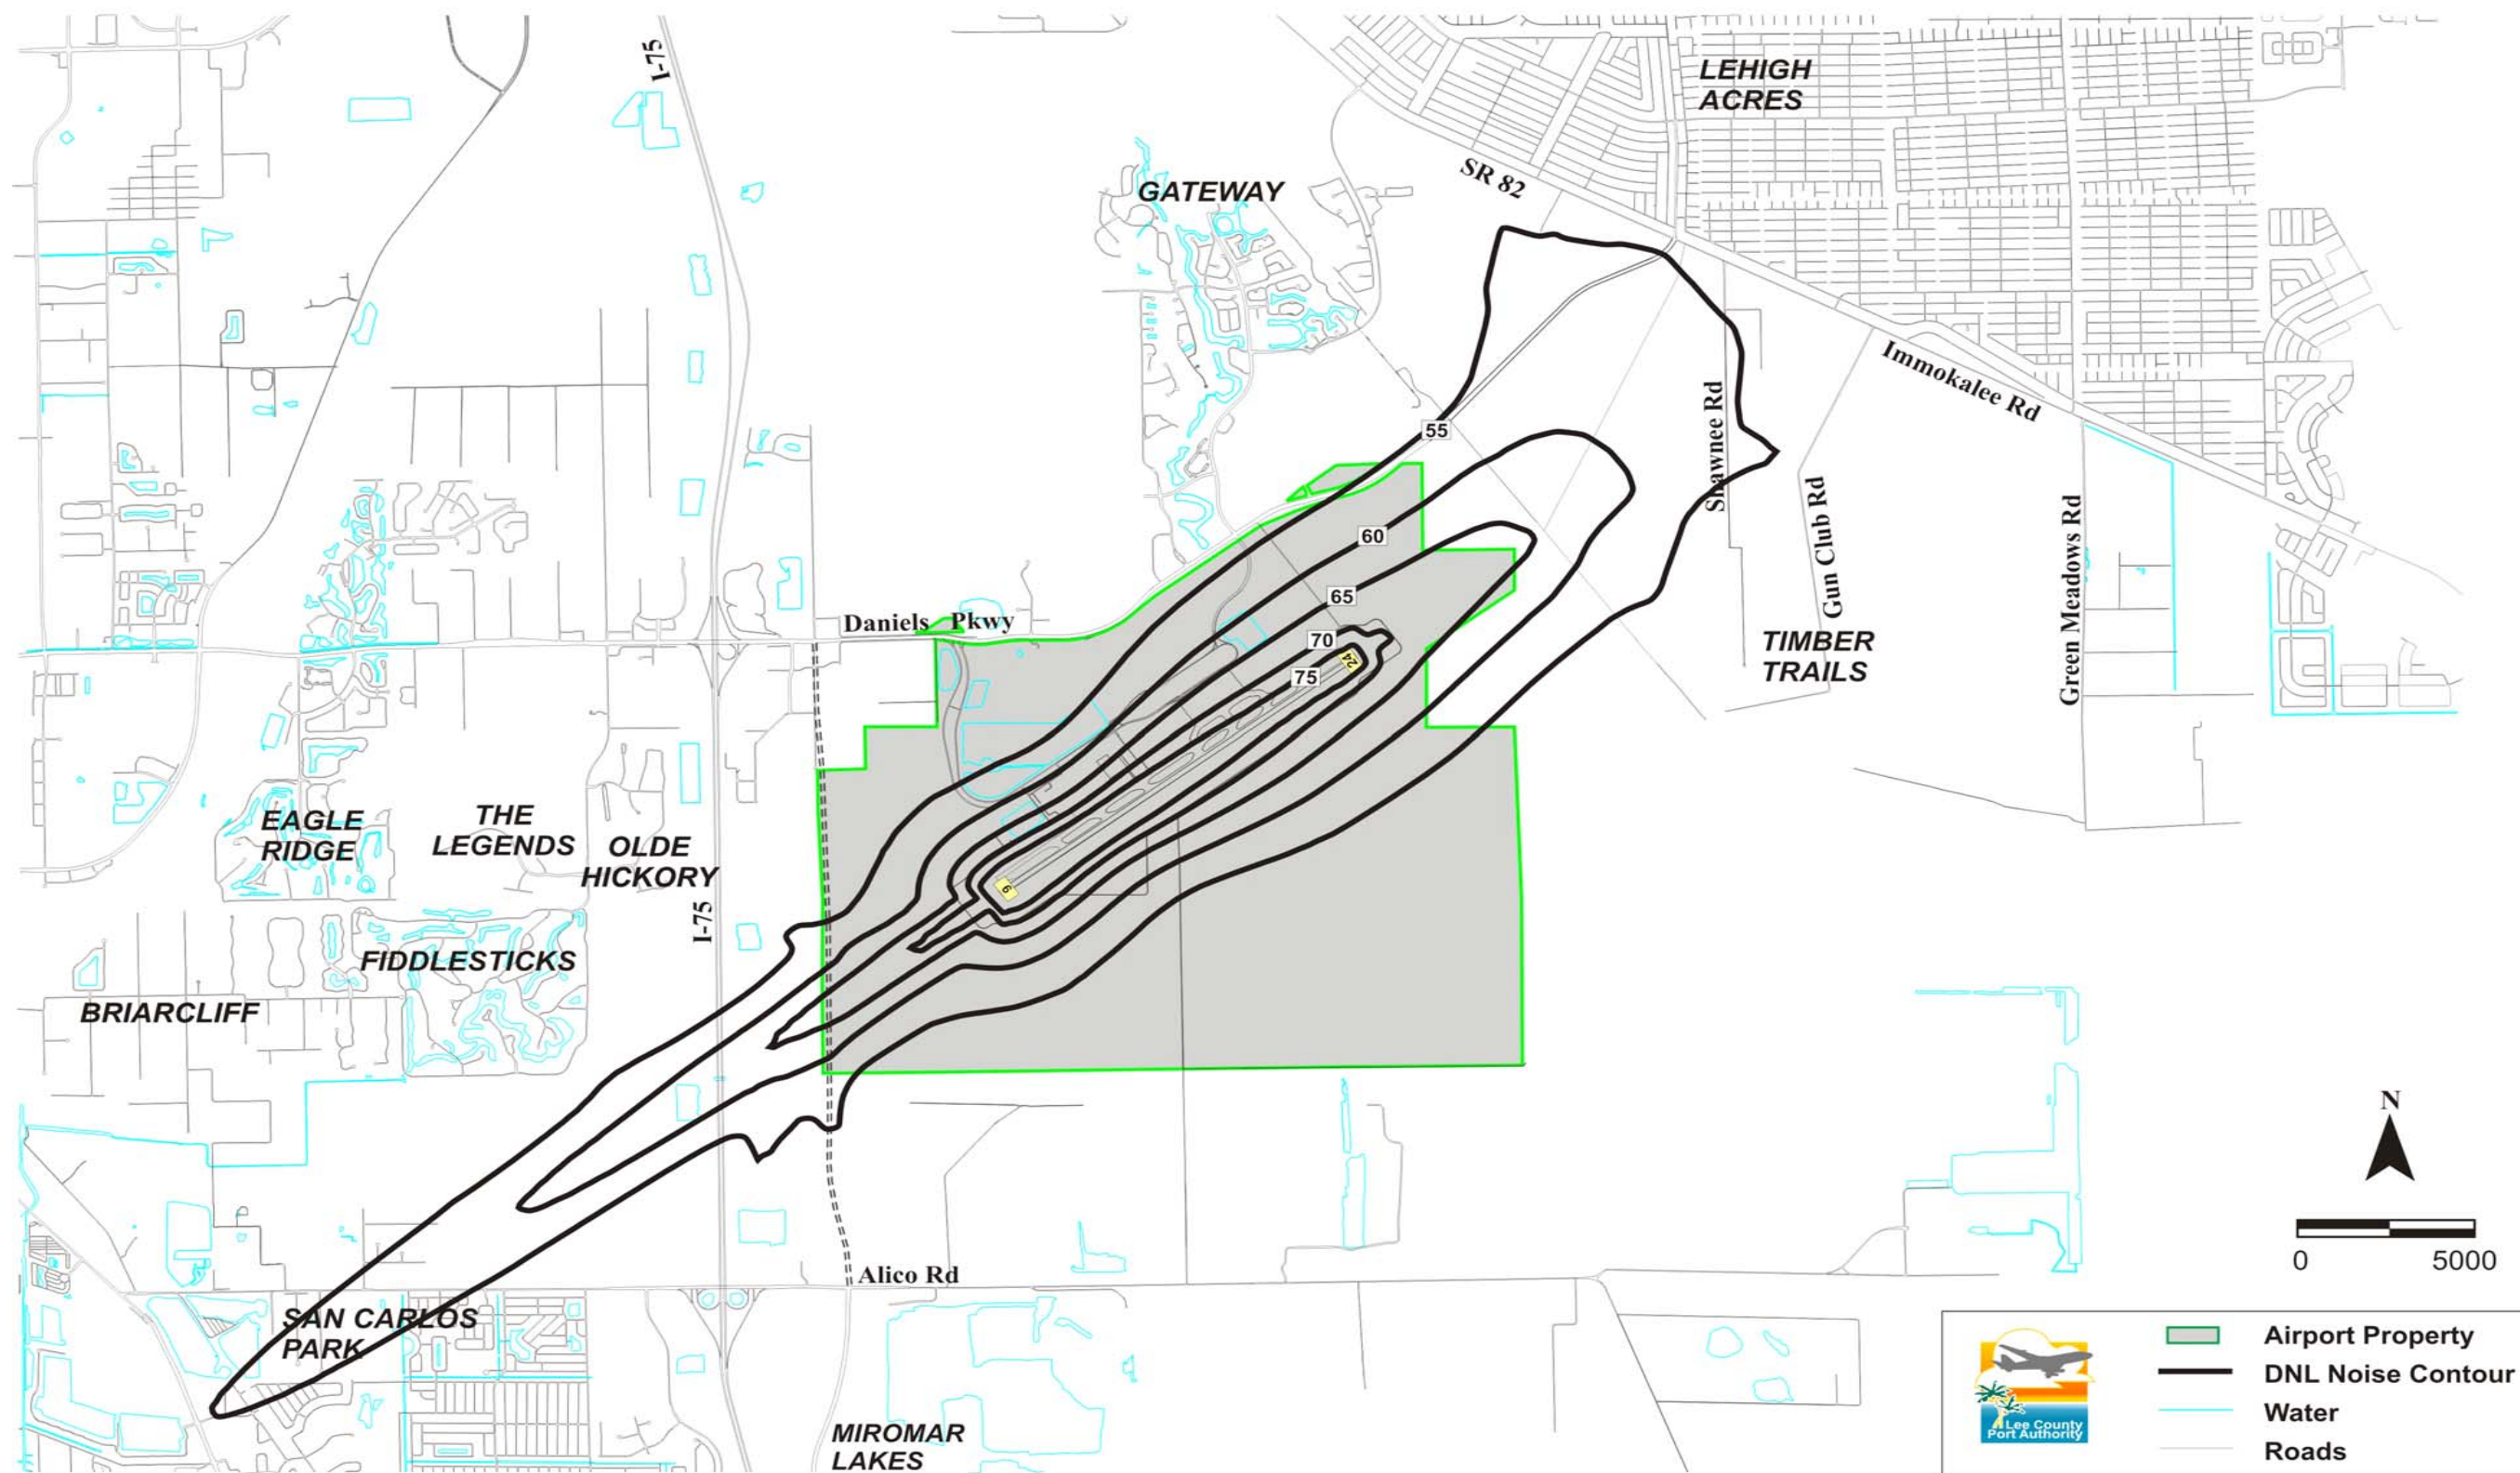 I-75
LEHIGH
ACRES
SR 82
GATEWAY
Immokalee Rd
55
Shawnee Rd
Gun Club Rd
Green Meadows Rd
60
65
Daniels Pkwy
70
24
75
TIMBER
TRAILS
EAGLE
RIDGE
THE
LEGENDS
OLDE
HICKORY
6
I-75
FIDDLESTICKS
BRIARCLIFF
N
0 5000
Alico Rd
SAN CARLOS
PARK
MIROMAR
LAKES
Lee County
Port Authority
Airport Property
DNL Noise Contour
Water
Roads